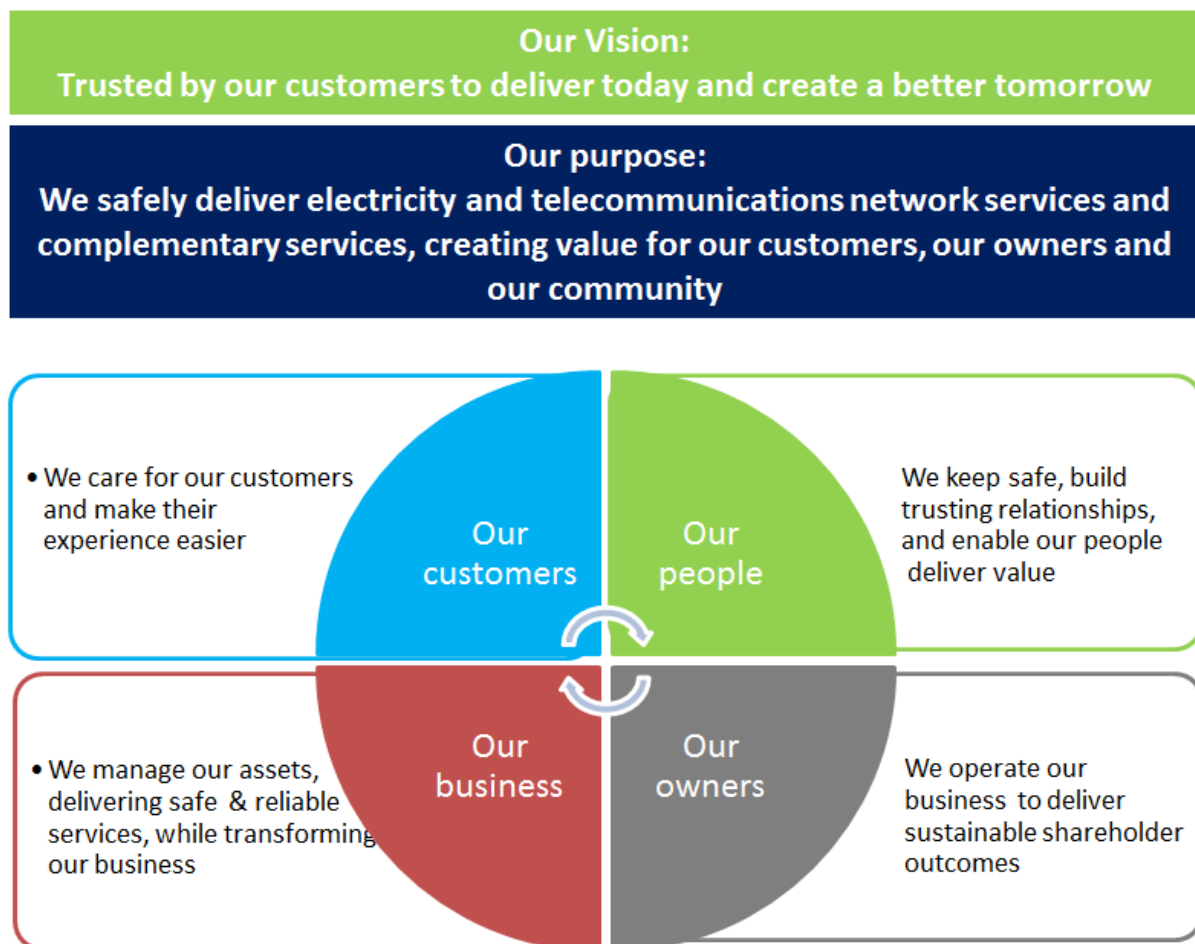 Our Vision:
Trusted by our customers to deliver today and create a better tomorrow
Our purpose:
We safely deliver electricity and telecommunications network services and
complementary services, creating value for our customers, our owners and
our community
• We care for our customers
and make their
experience easier
Our
customers
Our
people
We keep safe, build
trusting relationships,
and enable our people
deliver value
• We manage our assets,
delivering safe & reliable
services, while transforming
our business
Our
business
Our
owners
We operate our
business to deliver
sustainable shareholder
outcomes